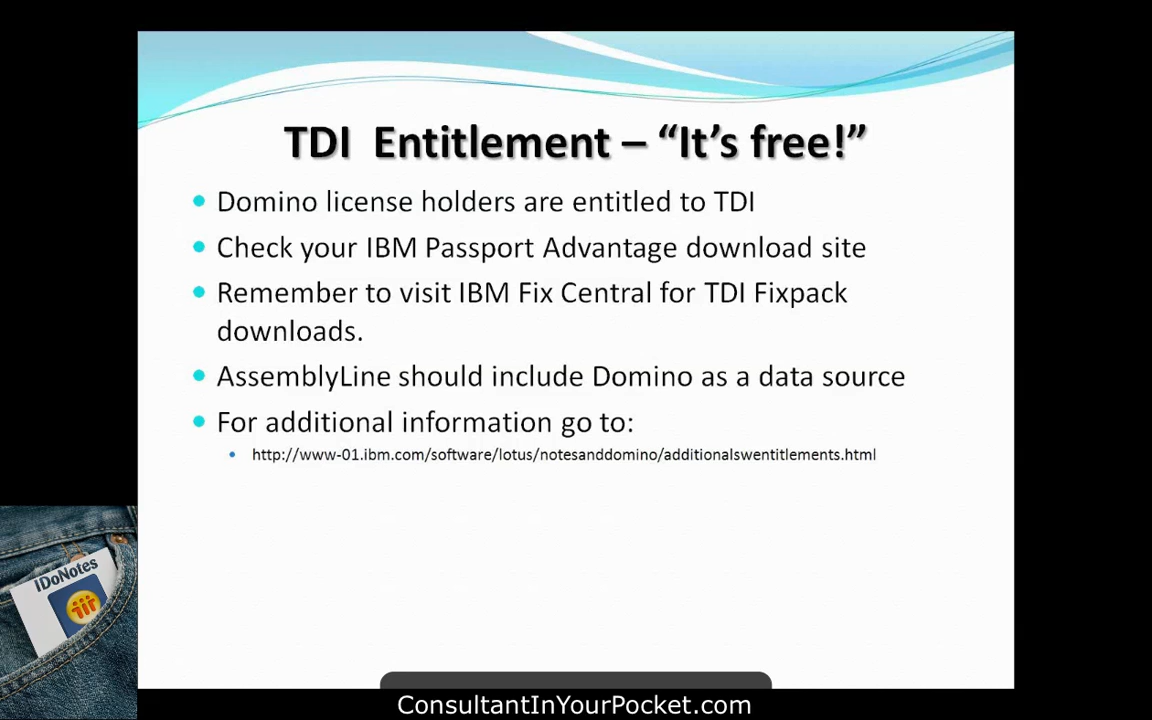 TDI Entitlement – “It’s free!”
Domino license holders are entitled to TDI
Check your IBM Passport Advantage download site
Remember to visit IBM Fix Central for TDI Fixpack
downloads.
AssemblyLine should include Domino as a data source
For additional information go to:
http://www-01.ibm.com/software/lotus/notesanddomino/additionalswentitlements.html
IDoNotes
ConsultantInYourPocket.com